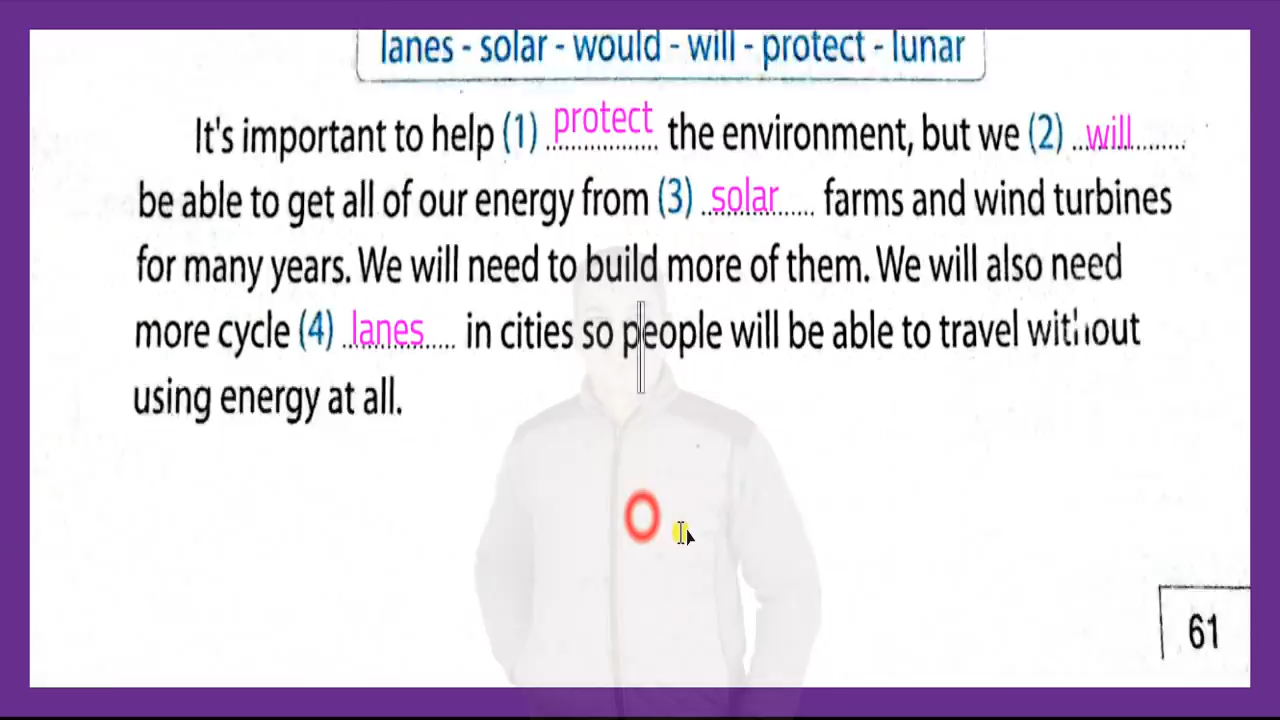 lanes - solar - would - will - protect - lunar
It's important to help (1) protect the environment, but we (2) will
be able to get all of our energy from (3) solar farms and wind turbines
for many years. We will need to build more of them. We will also need
more cycle (4) lanes in cities so people will be able to travel without
using energy at all.
61